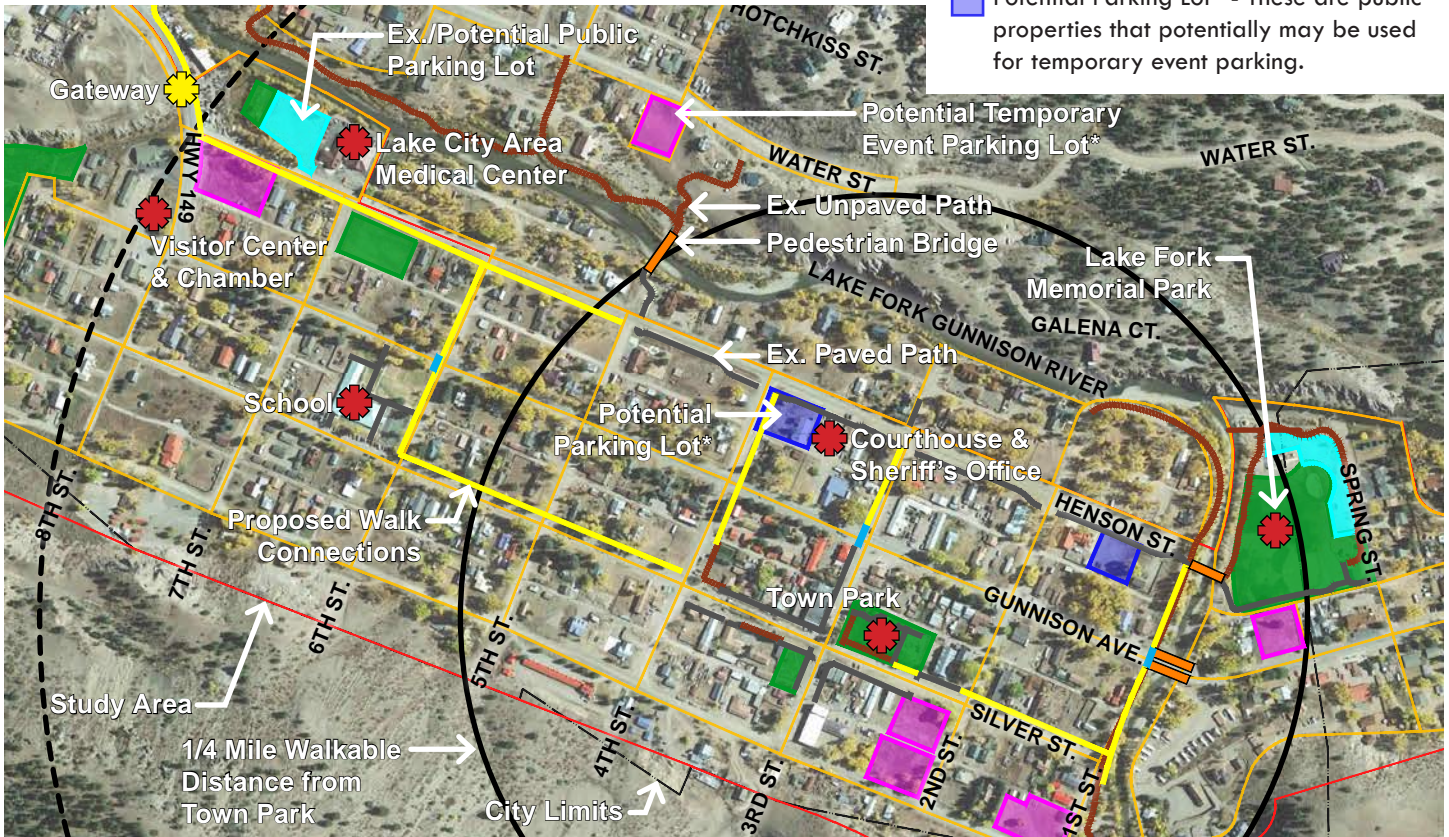 Potential Parking Lot* - These are public
properties that potentially may be used
for temporary event parking.
HOTCHKISS ST.
Ex./Potential Public
Parking Lot
Gateway
Potential Temporary
Event Parking Lot*
Lake City Area
Medical Center
WATER ST.
WATER ST.
HWY 149
Ex. Unpaved Path
Visitor Center
& Chamber
Pedestrian Bridge
Lake Fork
Memorial Park
LAKE FORK GUNNISON RIVER
GALENA CT.
Ex. Paved Path
School
Potential
Parking Lot*
Courthouse &
Sheriff's Office
SPRING ST.
HENSON ST.
Proposed Walk
Connections
8TH ST.
7TH ST.
6TH ST.
5TH ST.
Town Park
GUNNISON AVE.
Study Area
SILVER ST.
1/4 Mile Walkable
Distance from
Town Park
4TH ST.
City Limits
3RD ST.
2ND ST.
1ST ST.